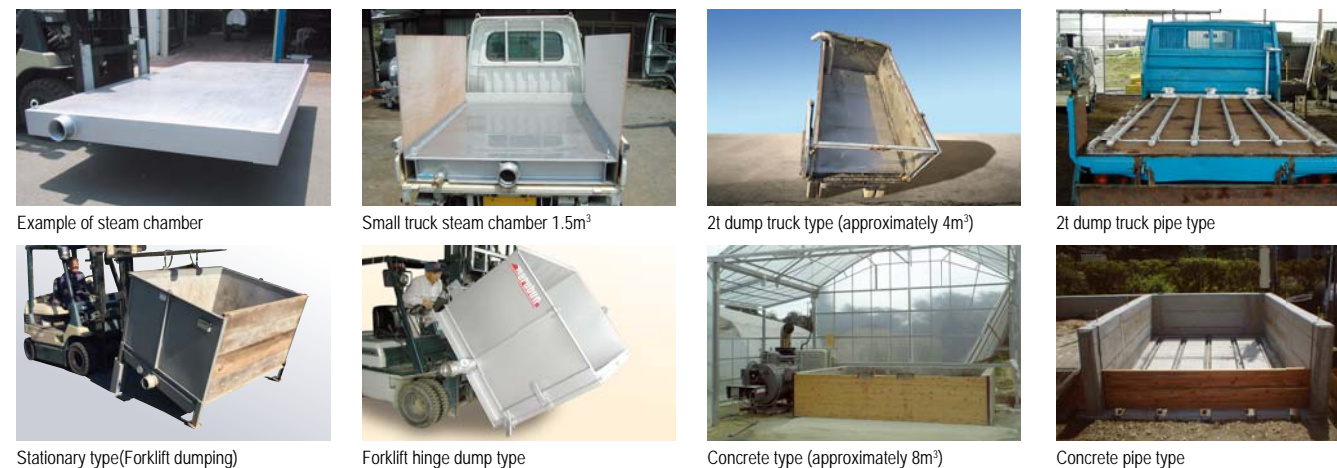 Example of steam chamber
Small truck steam chamber 1.5m³
2t dump truck type (approximately 4m³)
2t dump truck pipe type
Stationary type(Forklift dumping)
Forklift hinge dump type
Concrete type (approximately 8m³)
Concrete pipe type